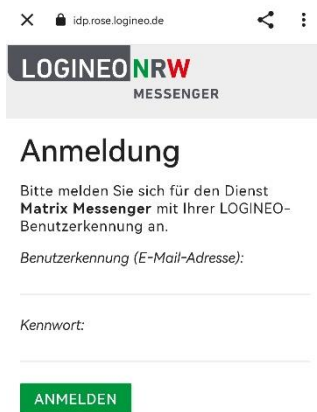 idp.rose.logineo.de
LOGINEO NRW
MESSENGER
Anmeldung
Bitte melden Sie sich für den Dienst
Matrix Messenger mit Ihrer LOGINEO-
Benutzerkennung an.
Benutzerkennung (E-Mail-Adresse):
Kennwort:
ANMELDEN